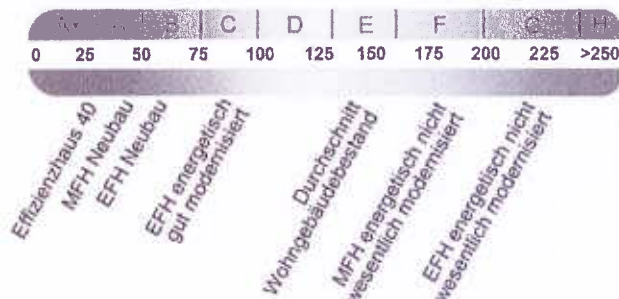 B C D E F G H
0 25 50 75 100 125 150 175 200 225 >250
Effizienzhaus 40
MFH Neubau
EFH Neubau
EFH energetisch
gut modernisiert
Durchschnitt
Wohngebäudebestand
MFH energetisch nicht
wesentlich modernisiert
EFH energetisch nicht
wesentlich modernisiert